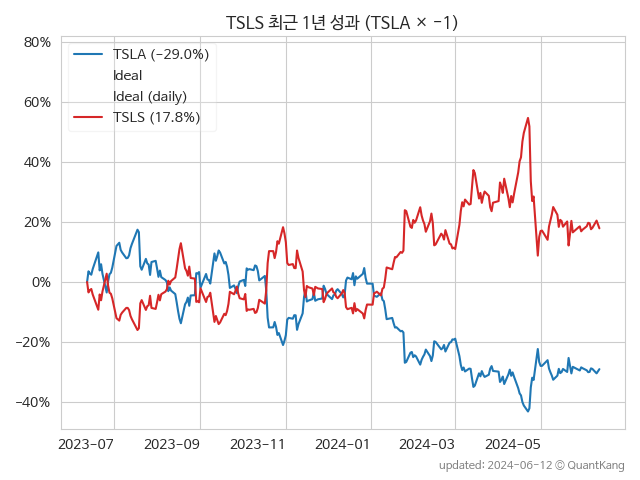 TSLS 최근 1년 성과 (TSLA × −1)
80%
60%
40%
20%
0%
−20%
−40%
TSLA (−29.0%)
Ideal
Ideal (daily)
TSLS (17.8%)
2023−07
2023−09
2023−11
2024−01
2024−03
2024−05
updated: 2024−06−12 © QuantKang